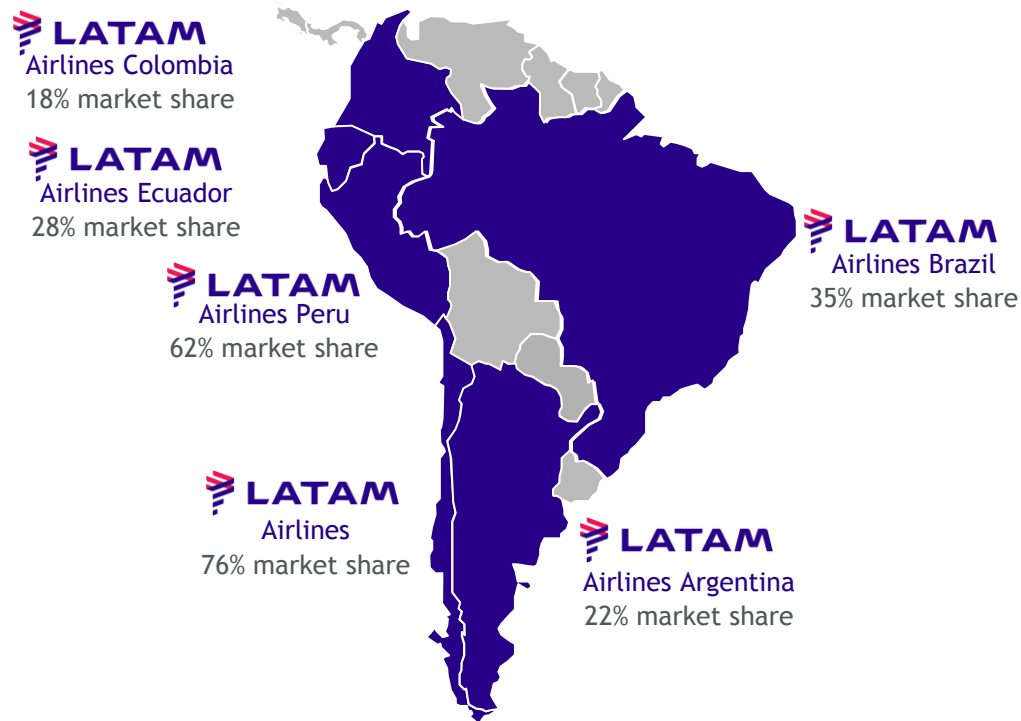 LATAM
Airlines Colombia
18% market share
LATAM
Airlines Ecuador
28% market share
LATAM
Airlines Brazil
35% market share
LATAM
Airlines Peru
62% market share
LATAM
Airlines
76% market share
LATAM
Airlines Argentina
22% market share